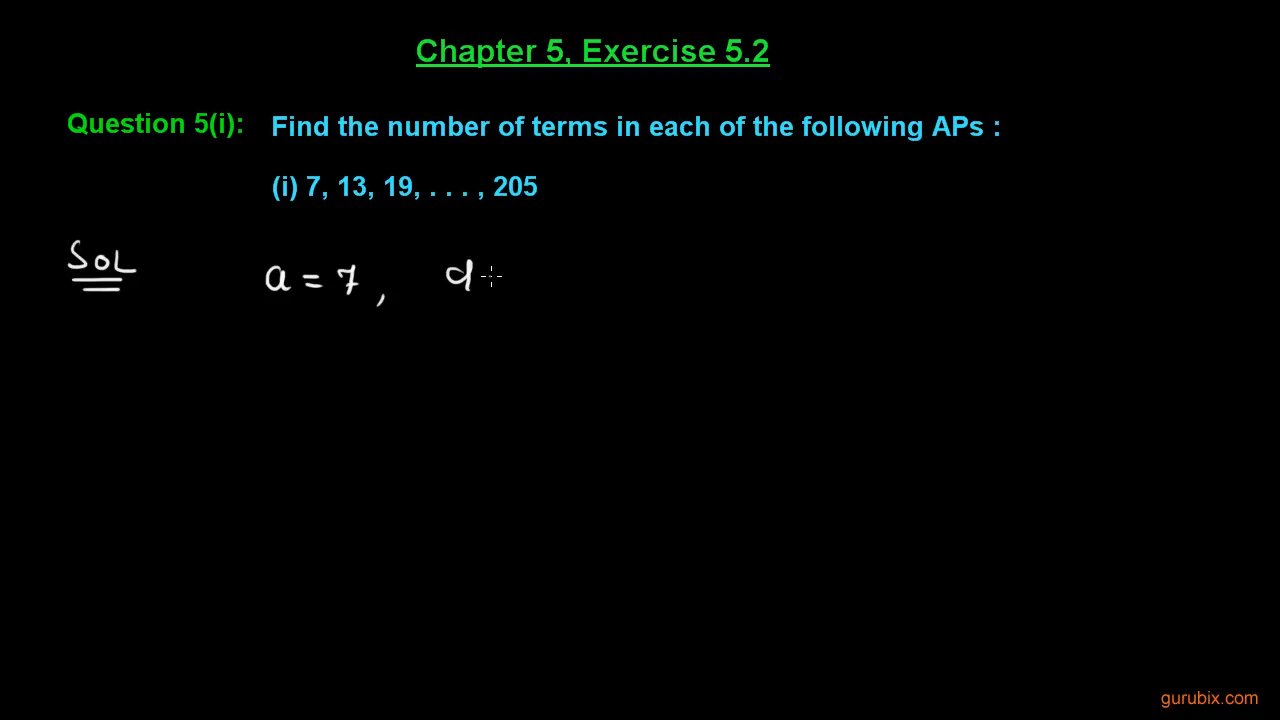 Chapter 5, Exercise 5.2
Question 5(i): Find the number of terms in each of the following APs :
(i) 7, 13, 19, . . . , 205
SOL a = 7, d
gurubix.com